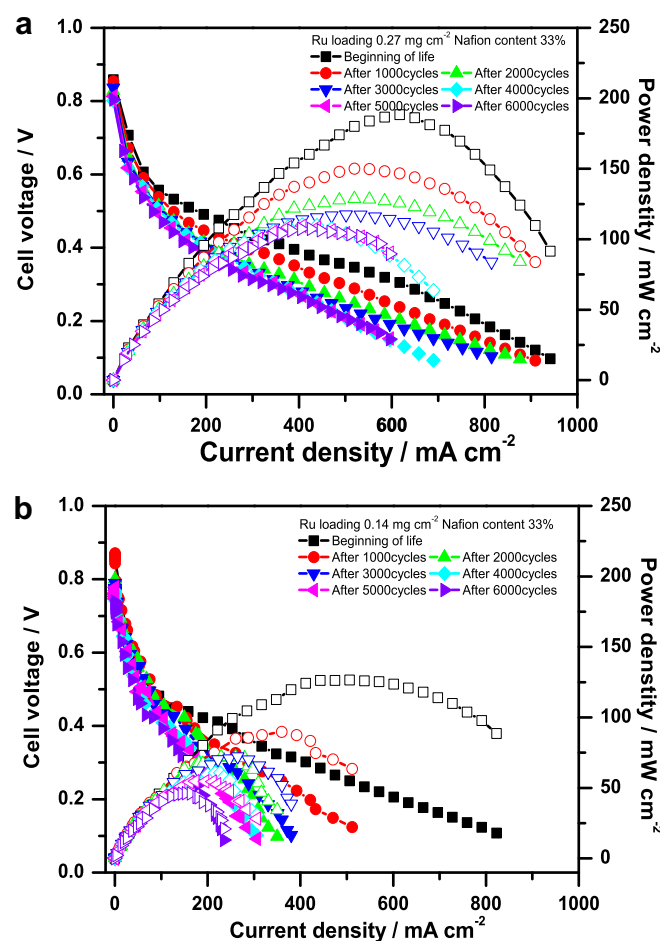 a
Ru loading 0.27 mg cm-2 Nafion content 33%
Beginning of life
After 1000cycles
After 2000cycles
After 3000cycles
After 4000cycles
After 5000cycles
After 6000cycles
Cell voltage / V
1.0
0.8
0.6
0.4
0.2
0.0
250
200
150
100
50
0
Power denstity / mW cm-2
0
200
400
600
800
1000
Current density / mA cm-2
b
Ru loading 0.14 mg cm-2 Nafion content 33%
Beginning of life
After 1000cycles
After 2000cycles
After 3000cycles
After 4000cycles
After 5000cycles
After 6000cycles
Cell voltage / V
1.0
0.8
0.6
0.4
0.2
0.0
250
200
150
100
50
0
Power denstity / mW cm-2
0
200
400
600
800
1000
Current density / mA cm-2